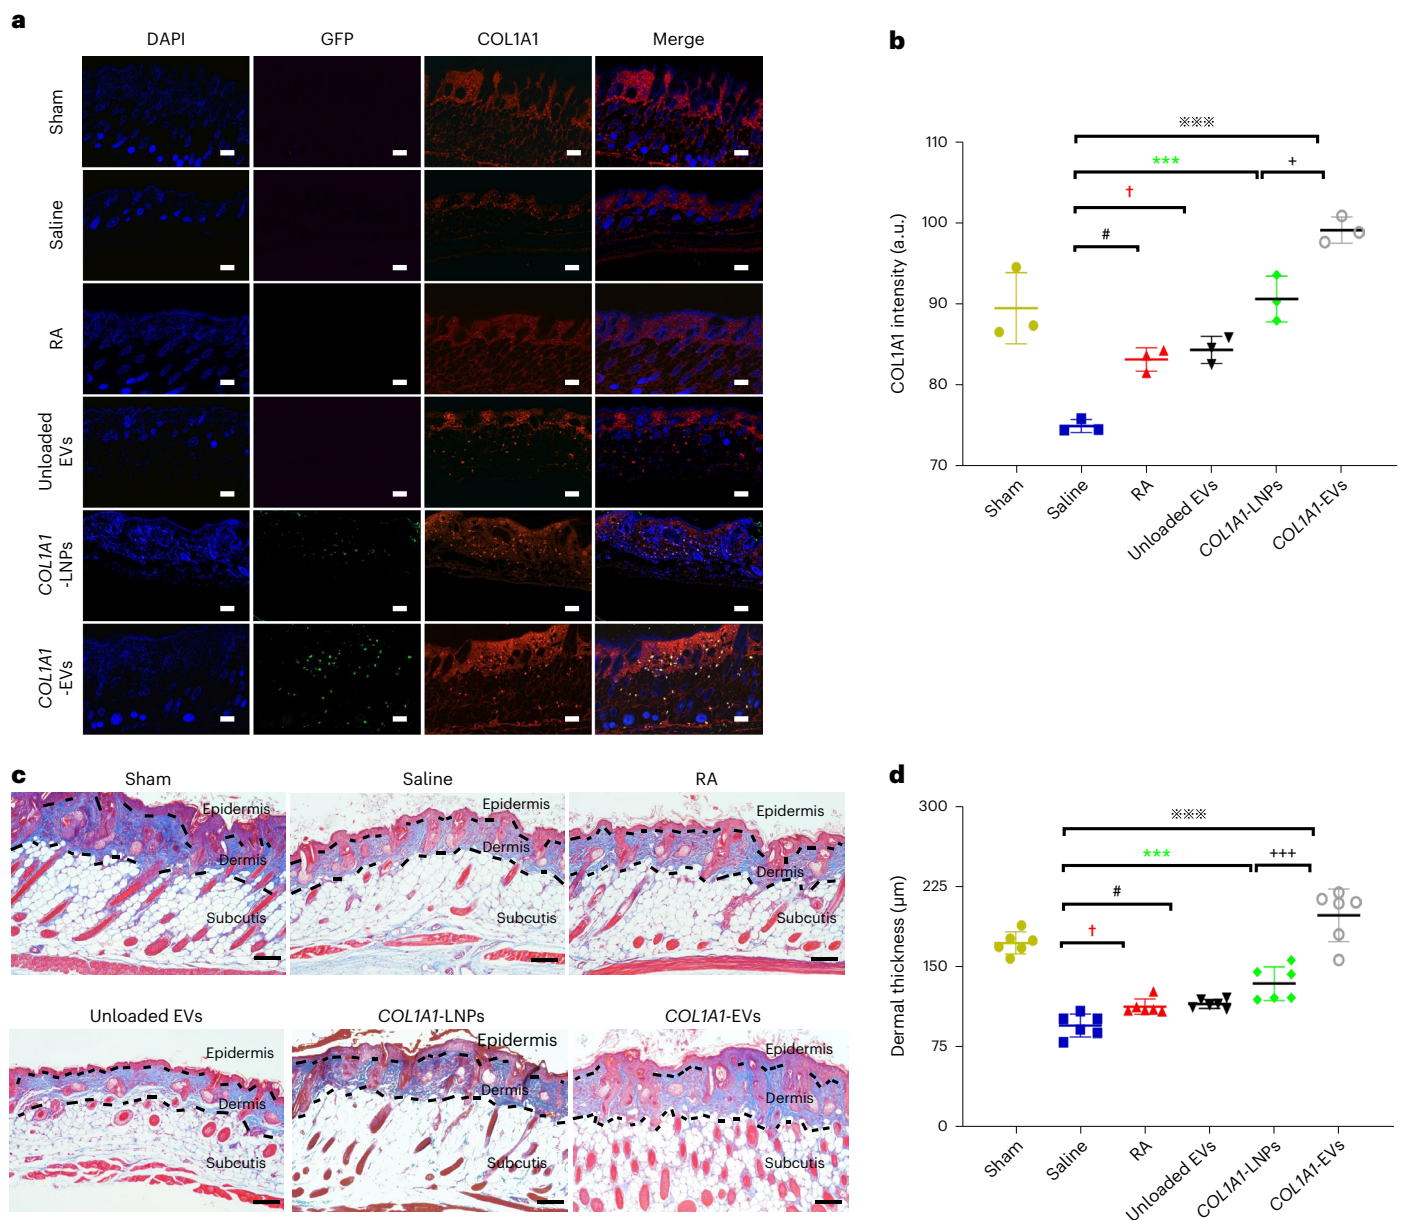 a
DAPI GFP COL1A1 Merge
Sham
Saline
RA
Unloaded
EVs
COL1A1
-LNPs
COL1A1
-EVs
b
※※※
*** +
†
#
110
100
90
80
70
COL1A1 intensity (a.u.)
Sham Saline RA Unloaded EVs COL1A1-LNPs COL1A1-EVs
c
Sham Saline RA
Epidermis Epidermis Epidermis
Dermis Dermis Dermis
Subcutis Subcutis Subcutis
Unloaded EVs COL1A1-LNPs COL1A1-EVs
Epidermis Epidermis Epidermis
Dermis Dermis Dermis
Subcutis Subcutis Subcutis
d
※※※
*** +++
#
†
300
225
150
75
0
Dermal thickness (µm)
Sham Saline RA Unloaded EVs COL1A1-LNPs COL1A1-EVs